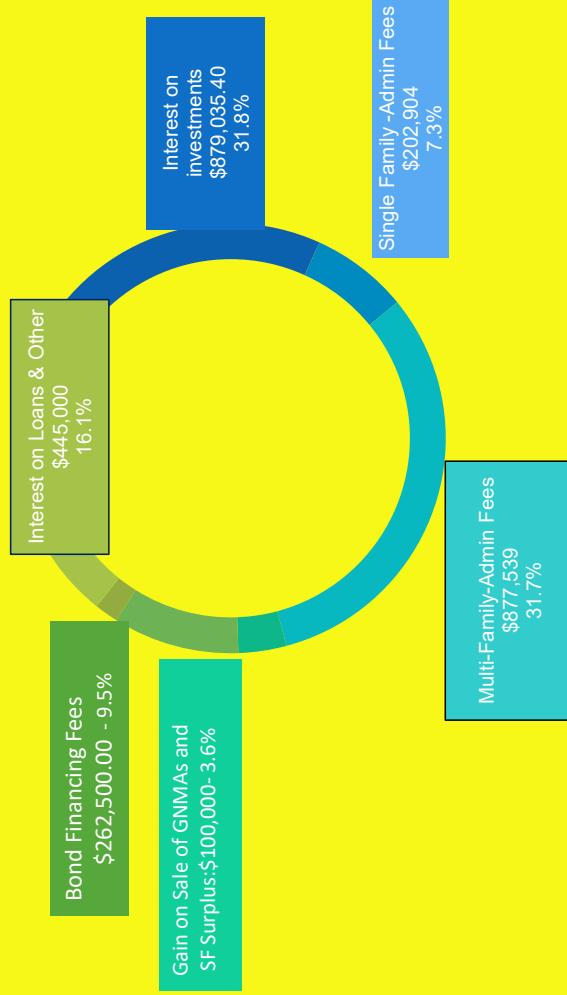 Interest on Loans & Other
$445,000
16.1%
Interest on
investments
$879,035.40
31.8%
Single Family -Admin Fees
$202,904
7.3%
Multi-Family-Admin Fees
$877,539
31.7%
Gain on Sale of GNMAs and
SF Surplus:$100,000- 3.6%
Bond Financing Fees
$262,500.00 - 9.5%